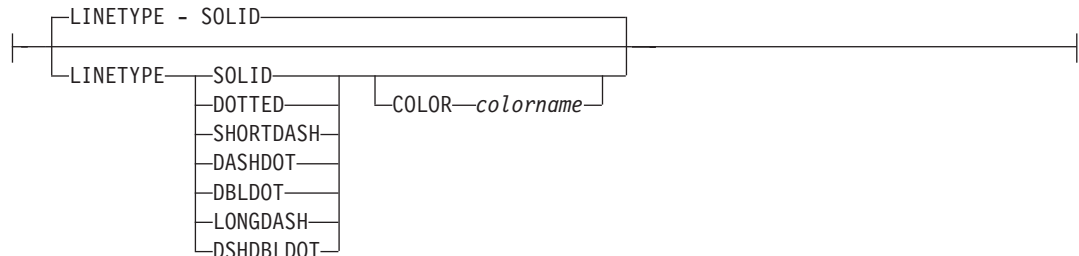 LINETYPE - SOLID
LINETYPE SOLID
DOTTED COLOR colorname
SHORTDASH
DASHDOT
DBLDOT
LONGDASH
DSHDBLDOT